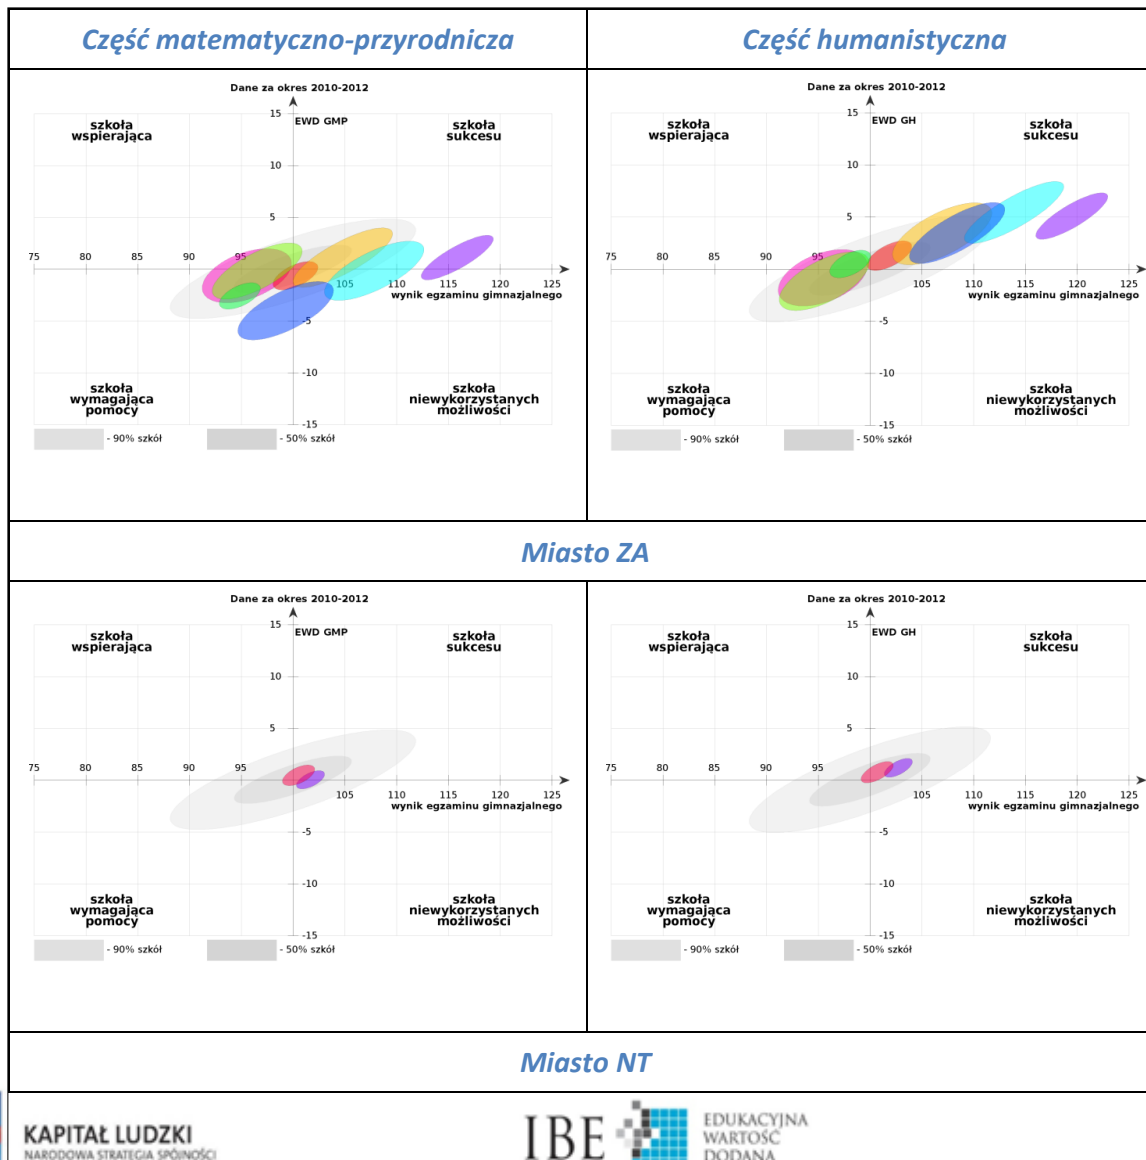 Część matematyczno-przyrodnicza
Część humanistyczna
Dane za okres 2010-2012
15
EWD GMP
szkoła
wspierająca
szkoła
sukcesu
10
5
75 80 85 90 95
105 110 115 120 125
wynik egzaminu gimnazjalnego
-5
-10
szkoła
wymagająca
pomocy
szkoła
niewykorzystanych
możliwości
-15
- 90% szkół
- 50% szkół
Dane za okres 2010-2012
15
EWD GH
szkoła
wspierająca
szkoła
sukcesu
10
5
75 80 85 90 95
105 110 115 120 125
wynik egzaminu gimnazjalnego
-5
-10
szkoła
wymagająca
pomocy
szkoła
niewykorzystanych
możliwości
-15
- 90% szkół
- 50% szkół
Miasto ZA
Dane za okres 2010-2012
15
EWD GMP
szkoła
wspierająca
szkoła
sukcesu
10
5
75 80 85 90 95
105 110 115 120 125
wynik egzaminu gimnazjalnego
-5
-10
szkoła
wymagająca
pomocy
szkoła
niewykorzystanych
możliwości
-15
- 90% szkół
- 50% szkół
Dane za okres 2010-2012
15
EWD GH
szkoła
wspierająca
szkoła
sukcesu
10
5
75 80 85 90 95
105 110 115 120 125
wynik egzaminu gimnazjalnego
-5
-10
szkoła
wymagająca
pomocy
szkoła
niewykorzystanych
możliwości
-15
- 90% szkół
- 50% szkół
Miasto NT
KAPITAŁ LUDZKI
NARODOWA STRATEGIA SPÓJNOŚCI
IBE
EDUKACYJNA
WARTOŚĆ
DODANA